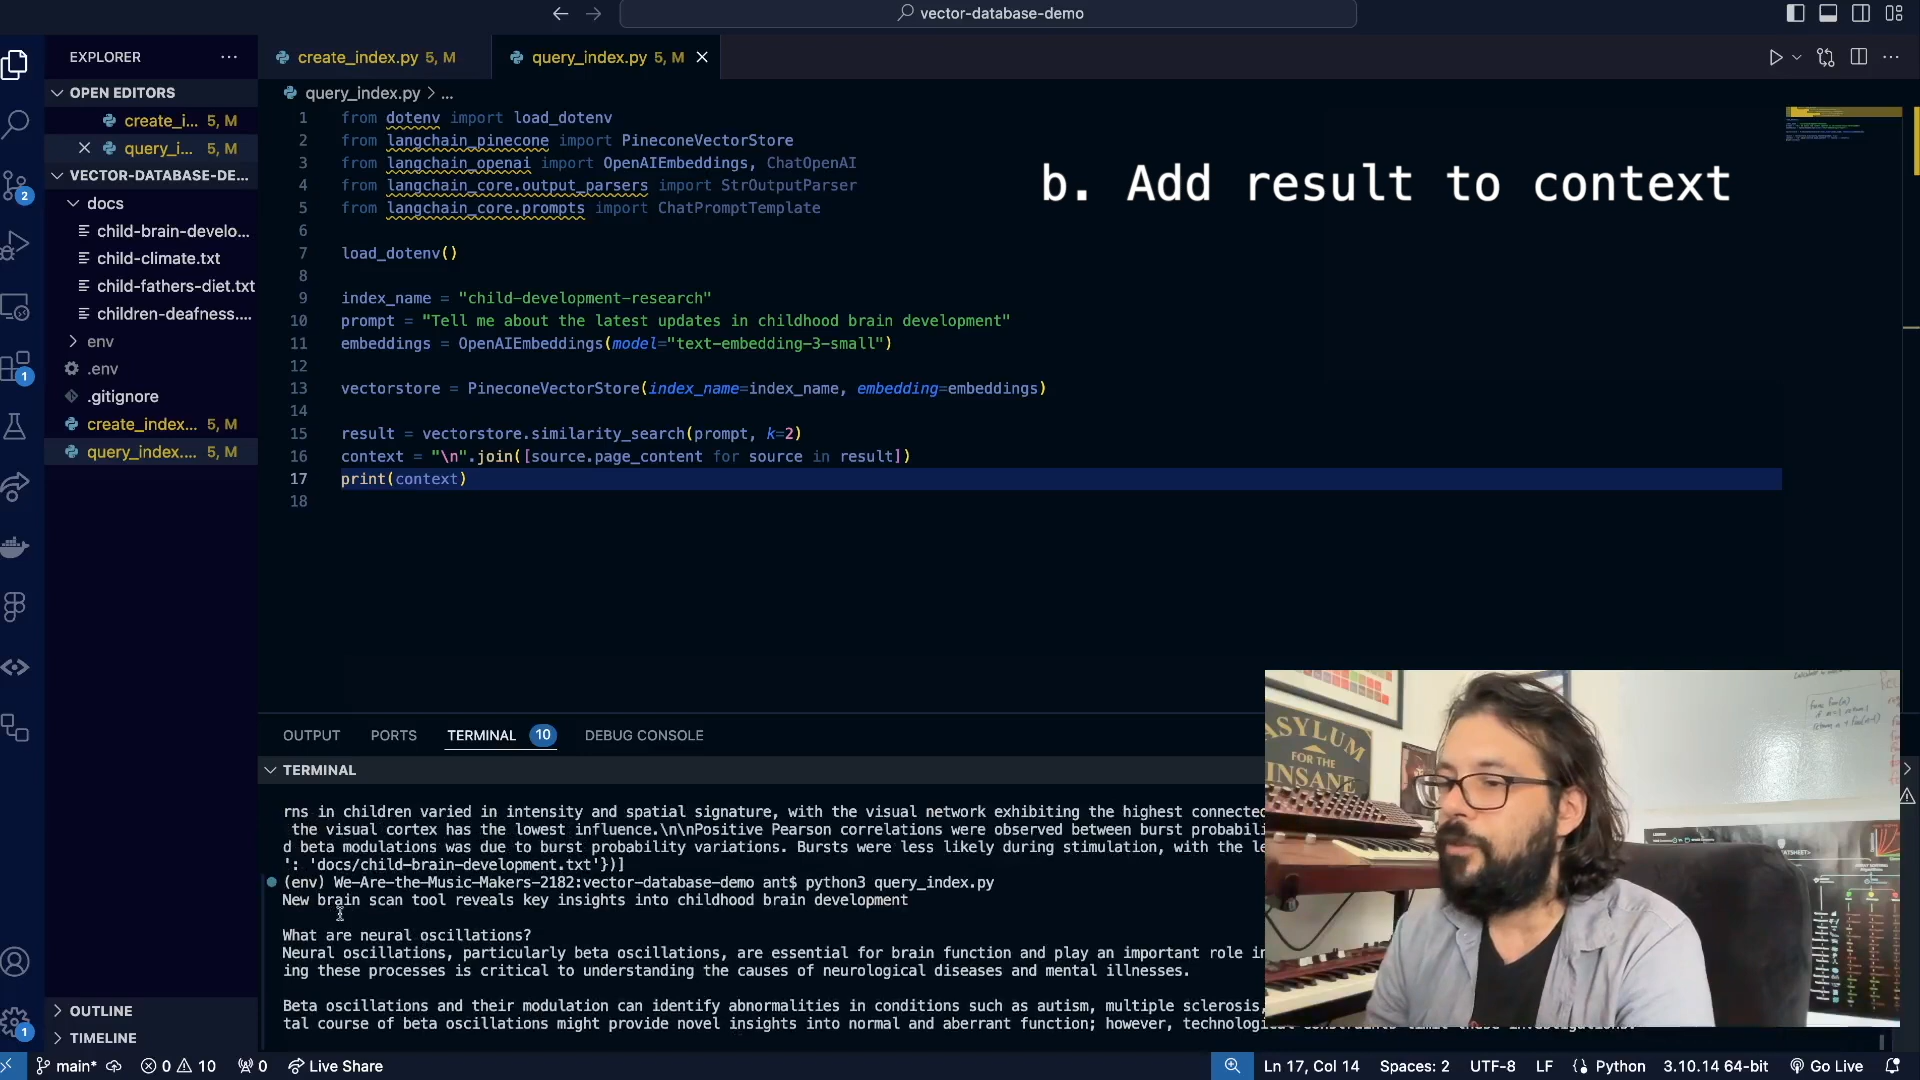 vector-database-demo
EXPLORER
OPEN EDITORS
create_i... 5, M
query_i... 5, M
VECTOR-DATABASE-DE...
docs
child-brain-develo...
child-climate.txt
child-fathers-diet.txt
children-deafness....
env
.env
.gitignore
create_index... 5, M
query_index.... 5, M
OUTLINE
TIMELINE
2
1
1
create_index.py 5, M
query_index.py 5, M
query_index.py > ...
b. Add result to context
1 from dotenv import load_dotenv
2 from langchain_pinecone import PineconeVectorStore
3 from langchain_openai import OpenAIEmbeddings, ChatOpenAI
4 from langchain_core.output_parsers import StrOutputParser
5 from langchain_core.prompts import ChatPromptTemplate
6
7 load_dotenv()
8
9 index_name = "child-development-research"
10 prompt = "Tell me about the latest updates in childhood brain development"
11 embeddings = OpenAIEmbeddings(model="text-embedding-3-small")
12
13 vectorstore = PineconeVectorStore(index_name=index_name, embedding=embeddings)
14
15 result = vectorstore.similarity_search(prompt, k=2)
16 context = "\n".join([source.page_content for source in result])
17 print(context)
18
OUTPUT PORTS TERMINAL 10 DEBUG CONSOLE
TERMINAL
rns in children varied in intensity and spatial signature, with the visual network exhibiting the highest connected
the visual cortex has the lowest influence.\n\nPositive Pearson correlations were observed between burst probabili
d beta modulations was due to burst probability variations. Bursts were less likely during stimulation, with the le
': 'docs/child-brain-development.txt'})]
(env) We-Are-the-Music-Makers-2182:vector-database-demo ant$ python3 query_index.py
New brain scan tool reveals key insights into childhood brain development
What are neural oscillations?
Neural oscillations, particularly beta oscillations, are essential for brain function and play an important role in
ing these processes is critical to understanding the causes of neurological diseases and mental illnesses.
Beta oscillations and their modulation can identify abnormalities in conditions such as autism, multiple sclerosis,
tal course of beta oscillations might provide novel insights into normal and aberrant function; however, technological constraints limit these investigations.
ASYLUM
FOR THE
INSANE
main* 0 10 0 Live Share
Ln 17, Col 14 Spaces: 2 UTF-8 LF Python 3.10.14 64-bit Go Live